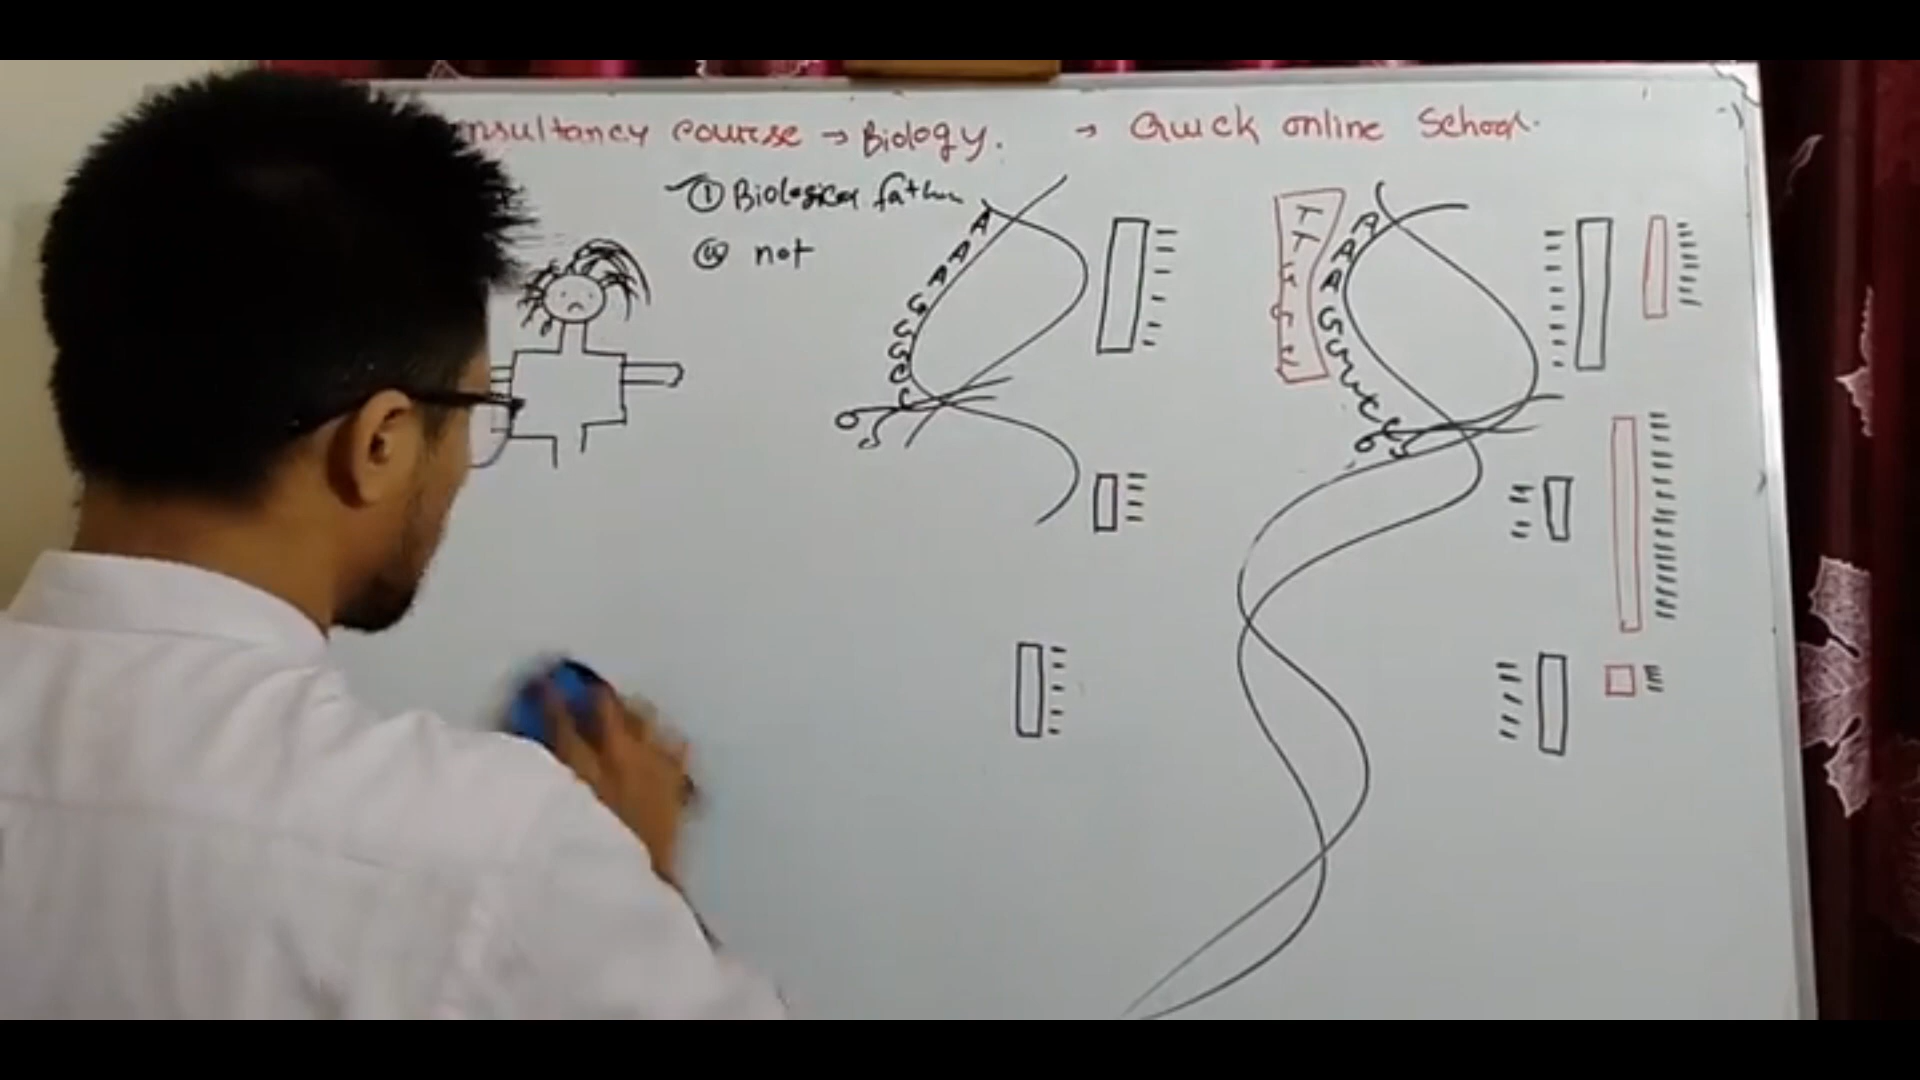 nsultancy course → Biology. → Quick online School.
① Biological father
② not
A
A
A
G
G
G
C
C
T
T
G
G
C
A
A
A
G
G
C
C